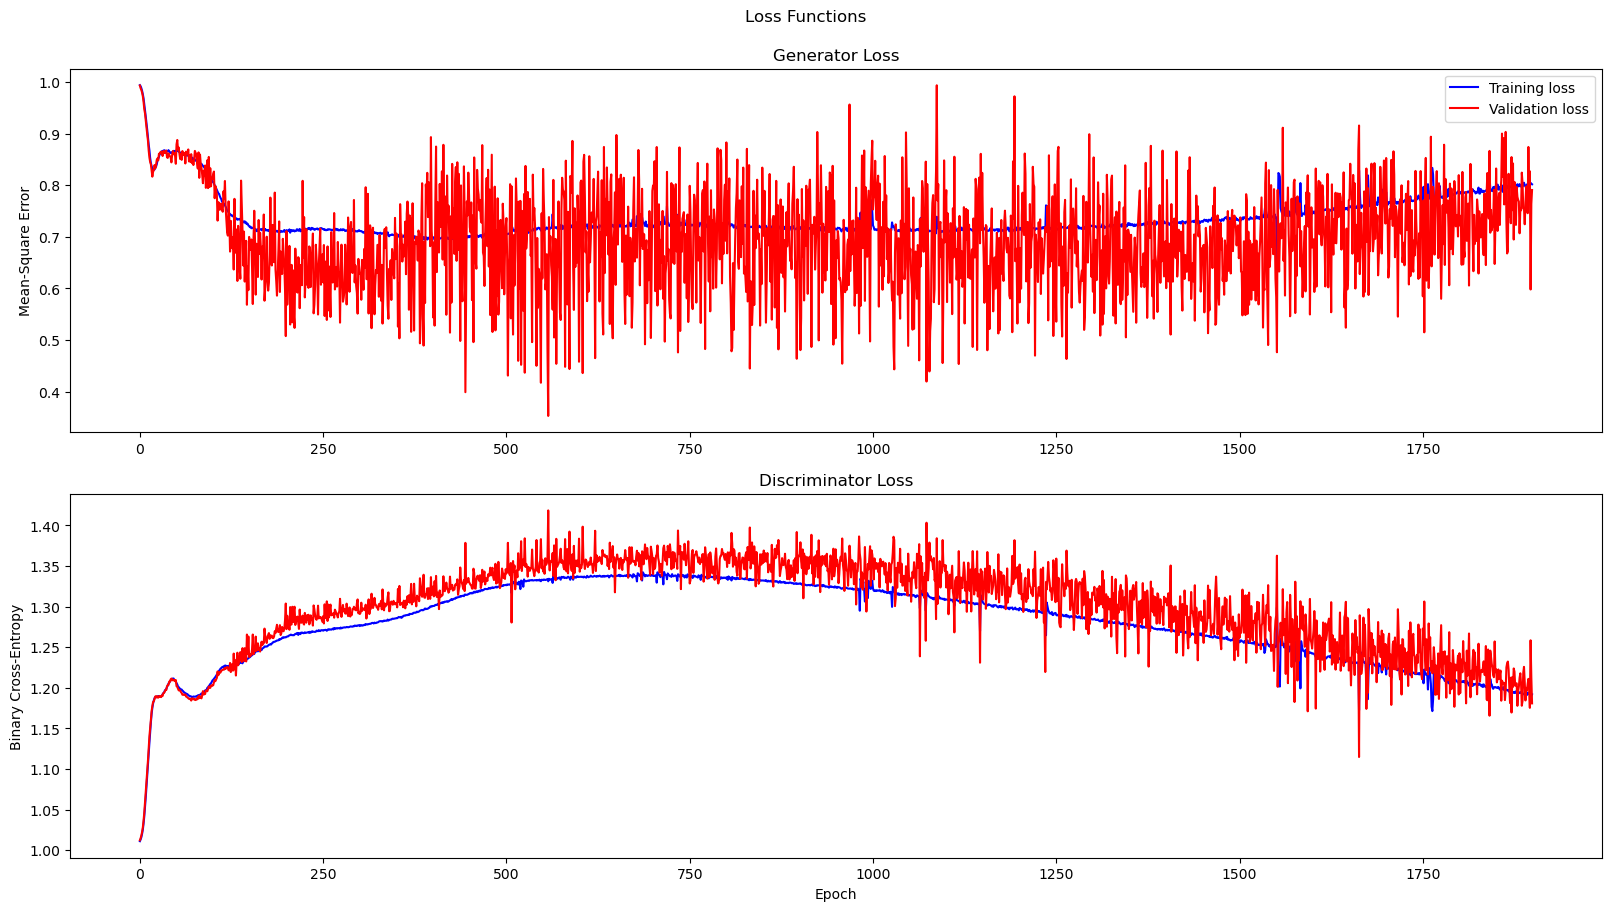 Loss Functions
Generator Loss
Mean-Square Error
1.0
0.9
0.8
0.7
0.6
0.5
0.4
Training loss
Validation loss
0 250 500 750 1000 1250 1500 1750
Discriminator Loss
Binary Cross-Entropy
1.40
1.35
1.30
1.25
1.20
1.15
1.10
1.05
1.00
0 250 500 750 1000 1250 1500 1750
Epoch